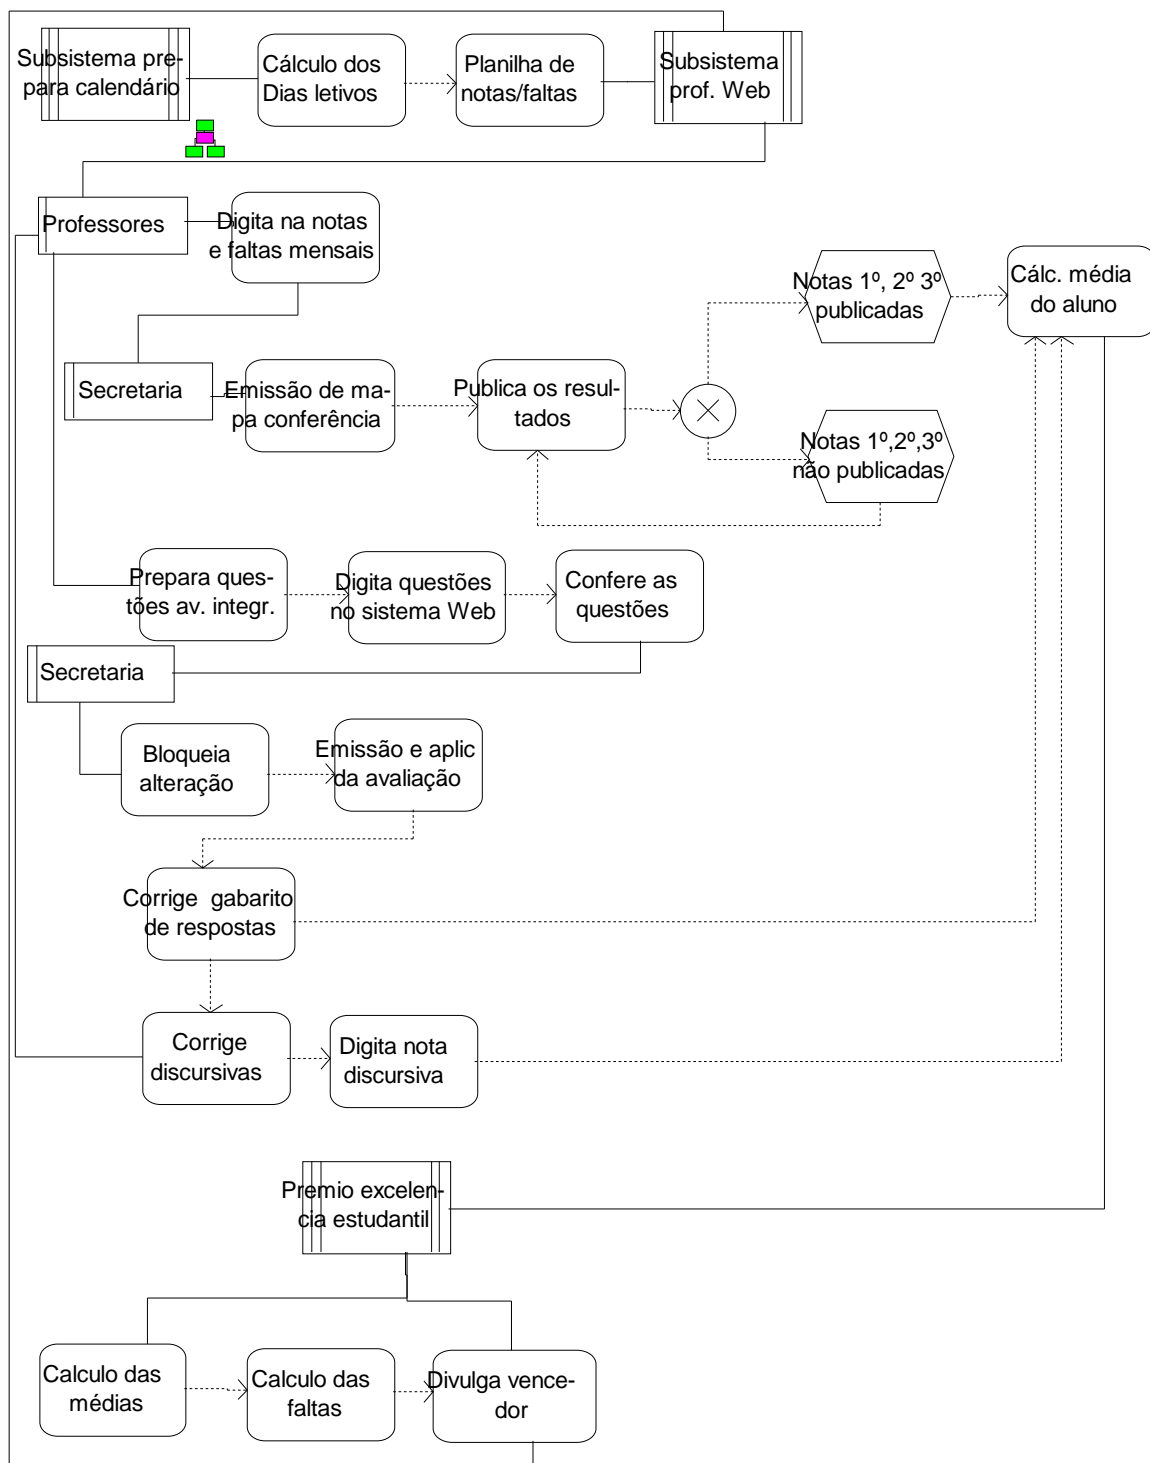 Subsistema pre-
para calendário
Cálculo dos
Dias letivos
Planilha de
notas/faltas
Subsistema
prof. Web
Professores
Digita na notas
e faltas mensais
Notas 1º, 2º 3º
publicadas
Cálc. média
do aluno
Secretaria
Emissão de ma-
pa conferência
Publica os resul-
tados
Notas 1º,2º,3º
não publicadas
Prepara ques-
tões av. integr.
Digita questões
no sistema Web
Confere as
questões
Secretaria
Bloqueia
alteração
Emissão e aplic
da avaliação
Corrige gabarito
de respostas
Corrige
discursivas
Digita nota
discursiva
Premio excelen-
cia estudantil
Calculo das
médias
Calculo das
faltas
Divulga vence-
dor